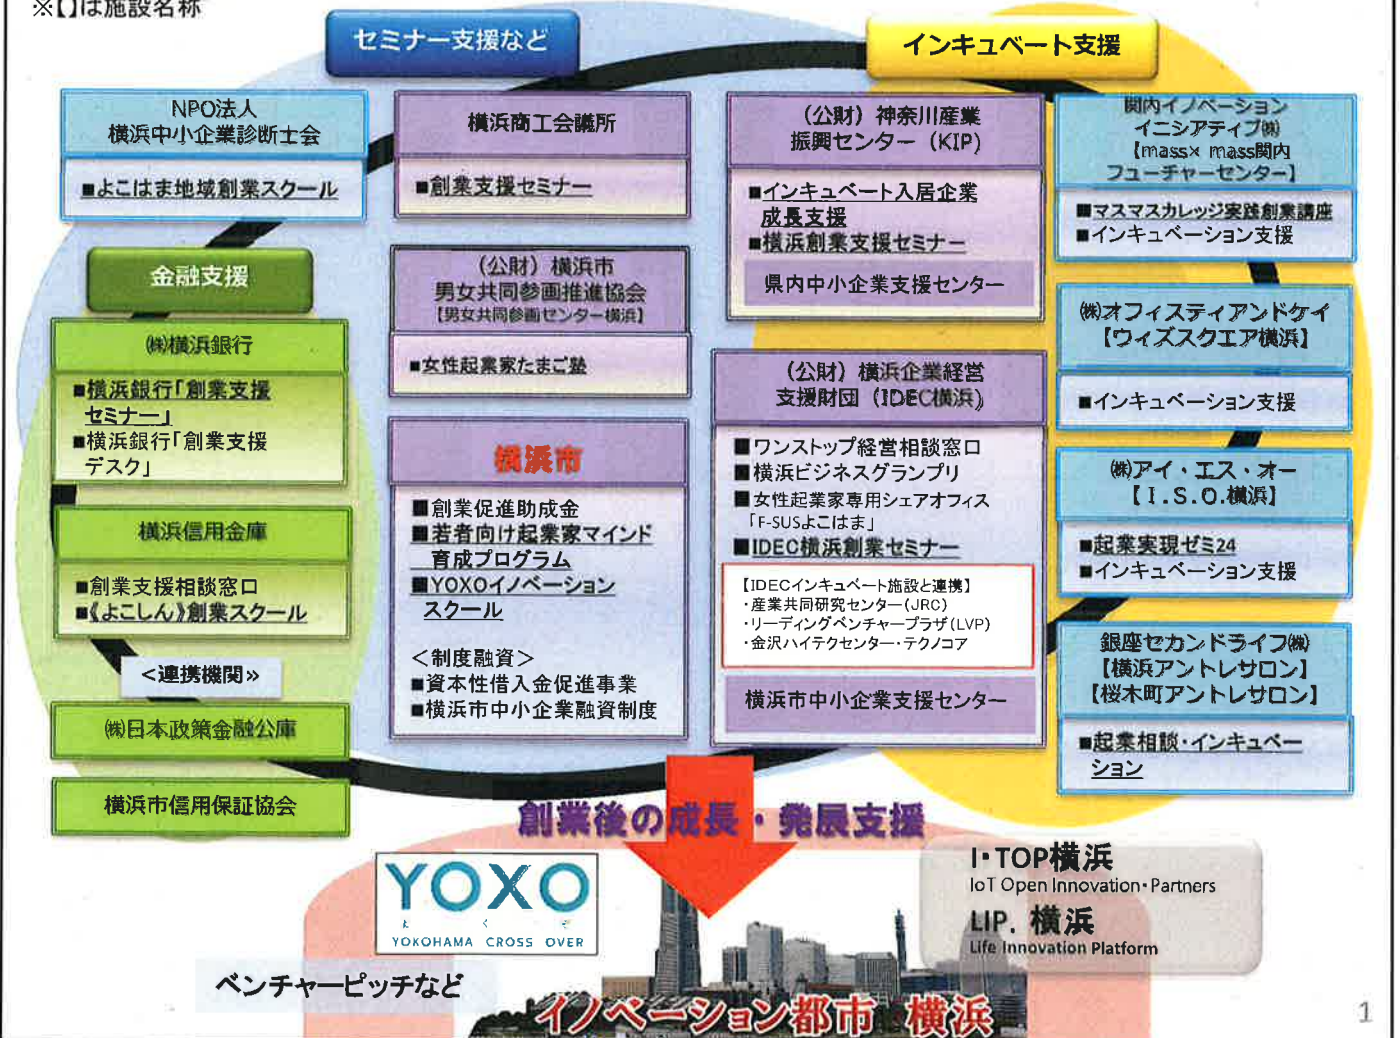 ※【】は施設名称
セミナー支援など
インキュベート支援
NPO法人
横浜中小企業診断士会
■よこはま地域創業スクール
横浜商工会議所
■創業支援セミナー
（公財）神奈川産業
振興センター（KIP）
■インキュベート入居企業
成長支援
■横浜創業支援セミナー
県内中小企業支援センター
関内イノベーション
イニシアティブ㈱
【mass× mass関内
フューチャーセンター】
■マスマスカレッジ実践創業講座
■インキュベーション支援
金融支援
㈱横浜銀行
■横浜銀行「創業支援
セミナー」
■横浜銀行「創業支援
デスク」
（公財）横浜市
男女共同参画推進協会
【男女共同参画センター横浜】
■女性起業家たまご塾
㈱オフィスティアンドケイ
【ウィズスクエア横浜】
■インキュベーション支援
（公財）横浜企業経営
支援財団（IDEC横浜）
■ワンストップ経営相談窓口
■横浜ビジネスグランプリ
■女性起業家専用シェアオフィス
「F-SUSよこはま」
■IDEC横浜創業セミナー
【IDECインキュベート施設と連携】
・産業共同研究センター（JRC）
・リーディングベンチャープラザ（LVP）
・金沢ハイテクセンター・テクノコア
横浜市中小企業支援センター
横浜市
■創業促進助成金
■若者向け起業家マインド
育成プログラム
■YOXOイノベーション
スクール
＜制度融資＞
■資本性借入金促進事業
■横浜市中小企業融資制度
㈱アイ・エス・オー
【I.S.O.横浜】
■起業実現ゼミ24
■インキュベーション支援
横浜信用金庫
■創業支援相談窓口
■《よこしん》創業スクール
<連携機関»
㈱日本政策金融公庫
横浜市信用保証協会
銀座セカンドライフ㈱
【横浜アントレサロン】
【桜木町アントレサロン】
■起業相談・インキュベー
ション
創業後の成長・発展支援
YOXO
よ く ぞ
YOKOHAMA CROSS OVER
I・TOP横浜
IoT Open Innovation・Partners
LIP. 横浜
Life Innovation Platform
ベンチャーピッチなど
イノベーション都市 横浜
1